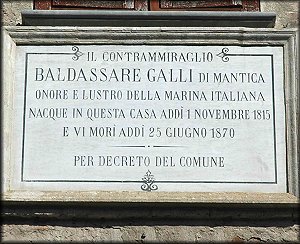 IL CONTRAMMIRAGLIO
BALDASSARE GALLI DI MANTICA
ONORE E LUSTRO DELLA MARINA ITALIANA
NACQUE IN QUESTA CASA ADDÌ 1 NOVEMBRE 1815
E VI MORÌ ADDÌ 25 GIUGNO 1870
PER DECRETO DEL COMUNE